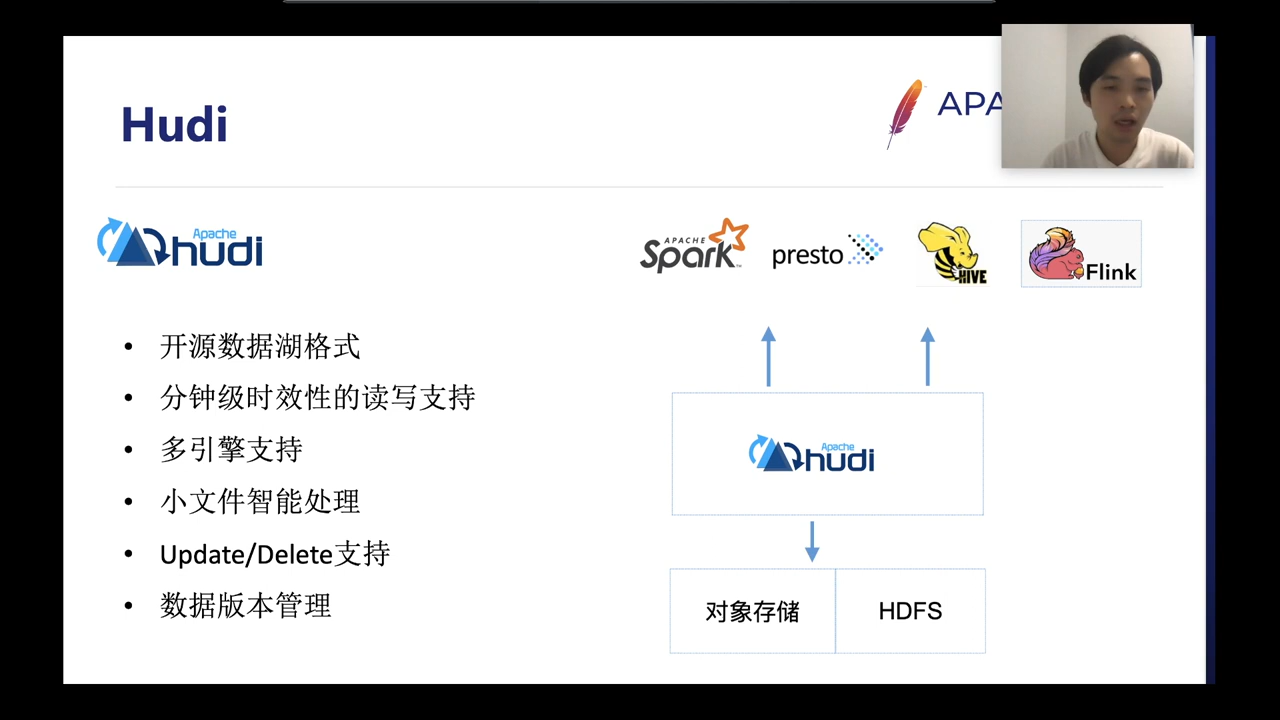 Hudi
APA
Apache
hudi
APACHE
Spark
presto
HIVE
Flink
• 开源数据湖格式
• 分钟级时效性的读写支持
• 多引擎支持
• 小文件智能处理
• Update/Delete支持
• 数据版本管理
Apache
hudi
对象存储
HDFS